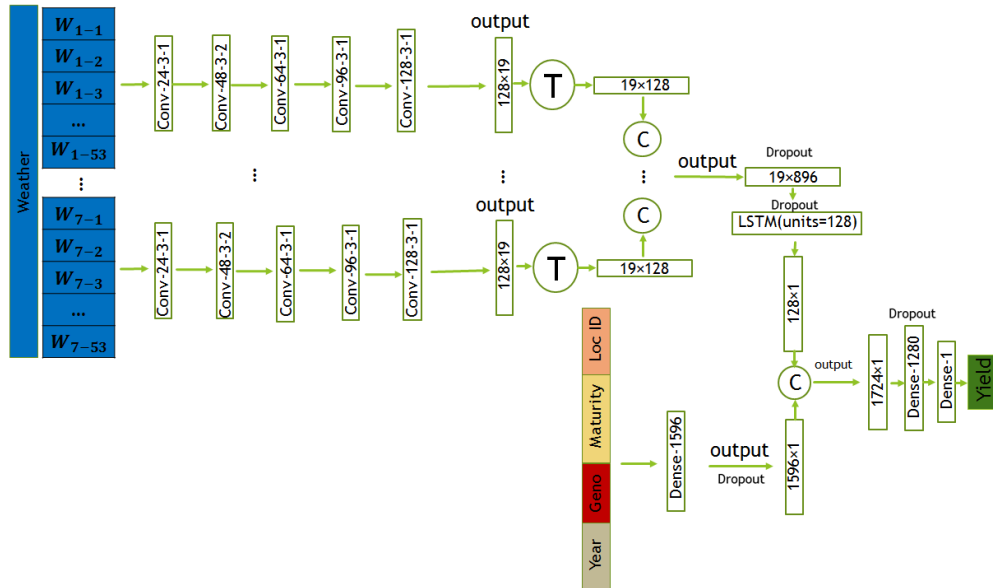 Weather
W1-1
W1-2
W1-3
...
W1-53
⋮
W7-1
W7-2
W7-3
...
W7-53
Conv-24-3-1
Conv-48-3-2
Conv-64-3-1
Conv-96-3-1
Conv-128-3-1
output
128×19
T
19×128
C
⋮
⋮
⋮
Conv-24-3-1
Conv-48-3-2
Conv-64-3-1
Conv-96-3-1
Conv-128-3-1
output
128×19
T
19×128
C
output
Dropout
19×896
Dropout
LSTM(units=128)
128×1
Loc ID
Maturity
Geno
Year
Dense-1596
output
Dropout
1596×1
C
output
1724×1
Dropout
Dense-1280
Dense-1
Yield